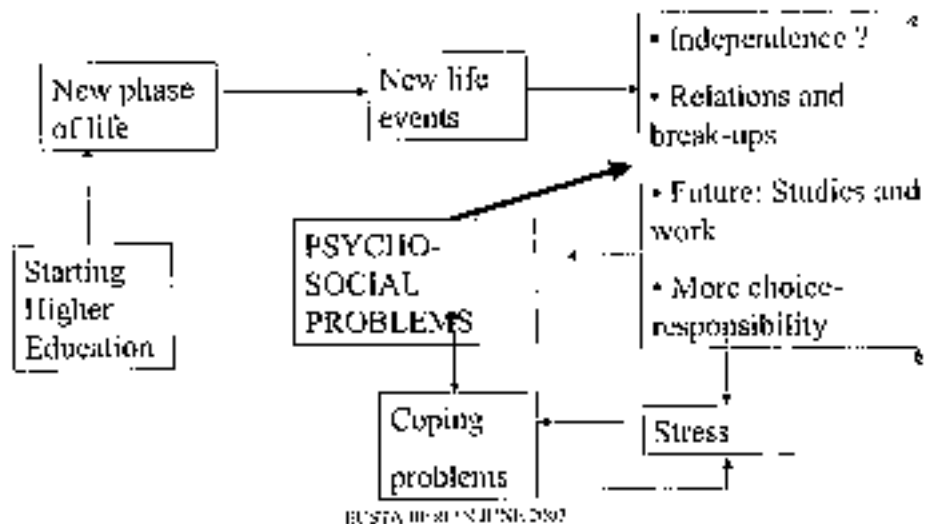 New phase
of life
New life
events
• Independence ?
• Relations and
break-ups
• Future: Studies and
work
• More choice-
responsibility
Starting
Higher
Education
PSYCHO-
SOCIAL
PROBLEMS
Coping
problems
Stress